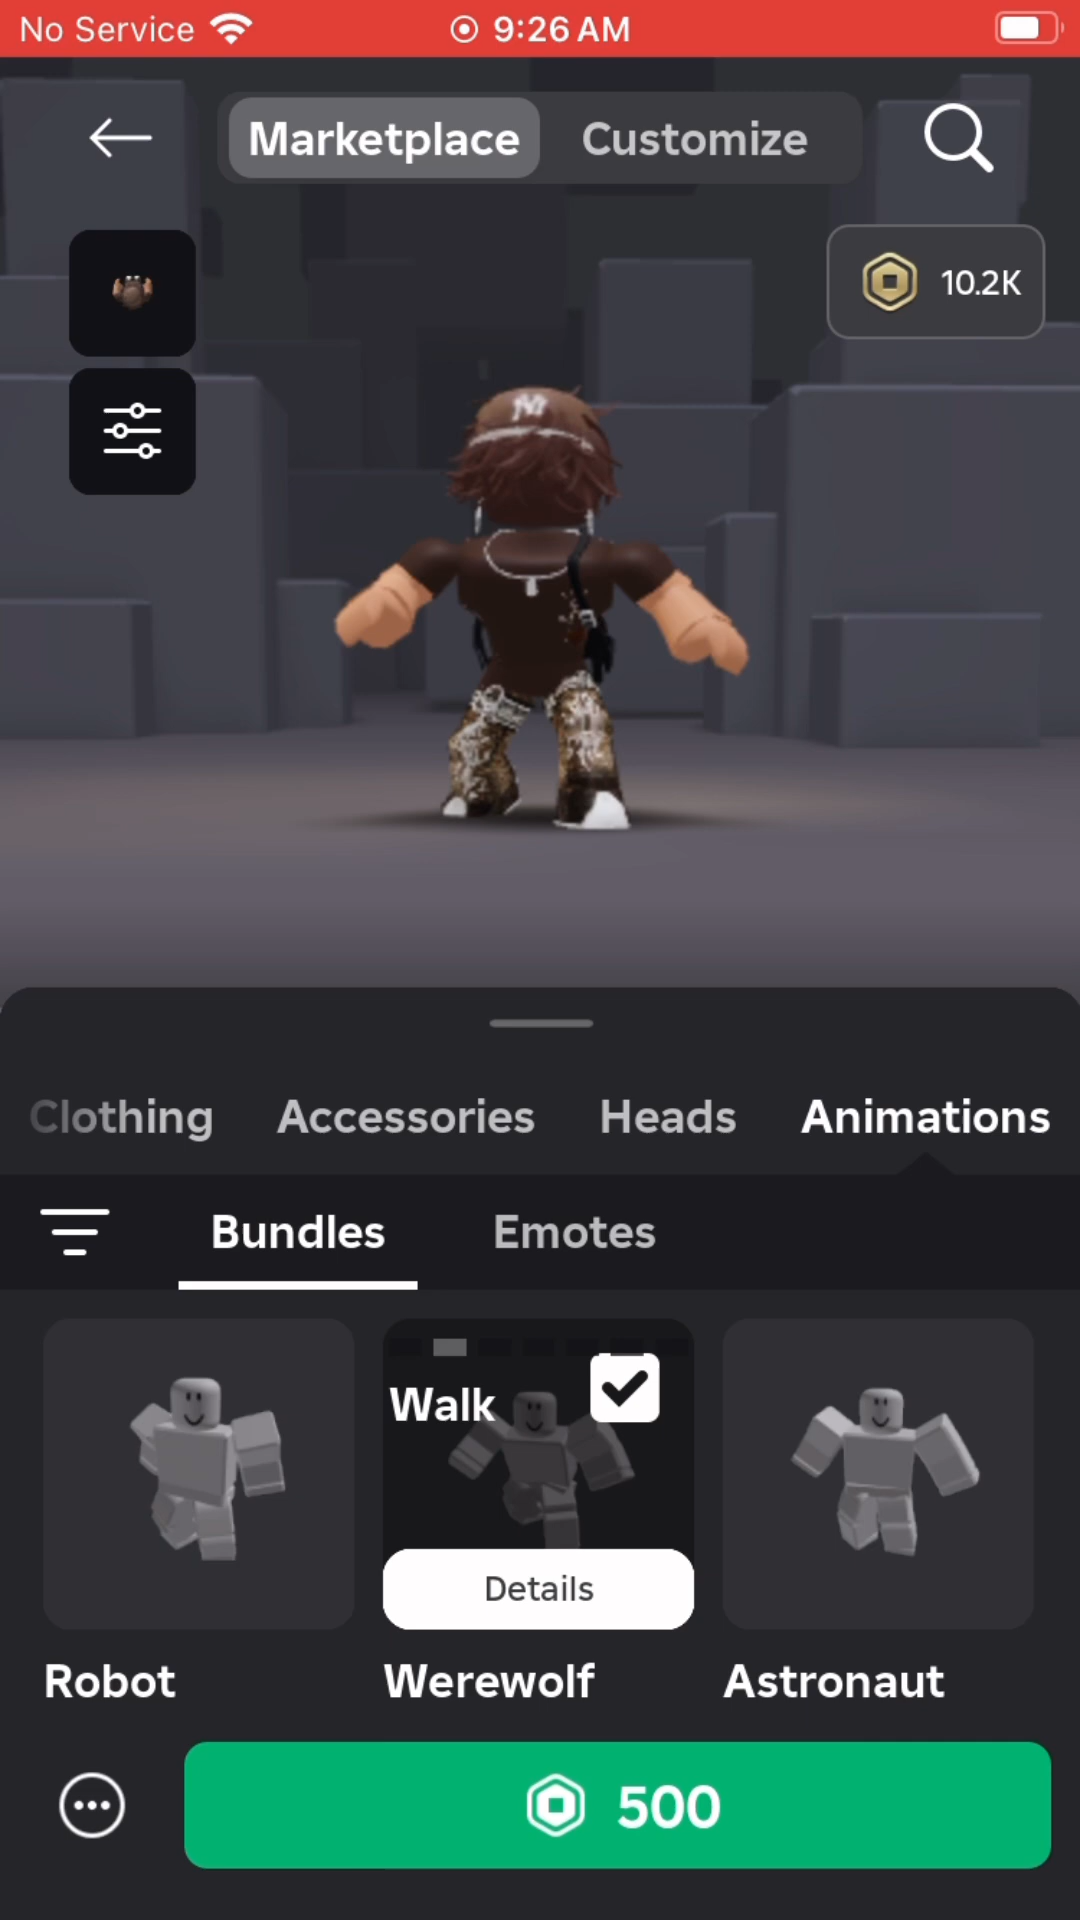 No Service 9:26 AM
Marketplace Customize
10.2K
NY
Clothing Accessories Heads Animations
Bundles Emotes
Walk
Details
Robot Werewolf Astronaut
500